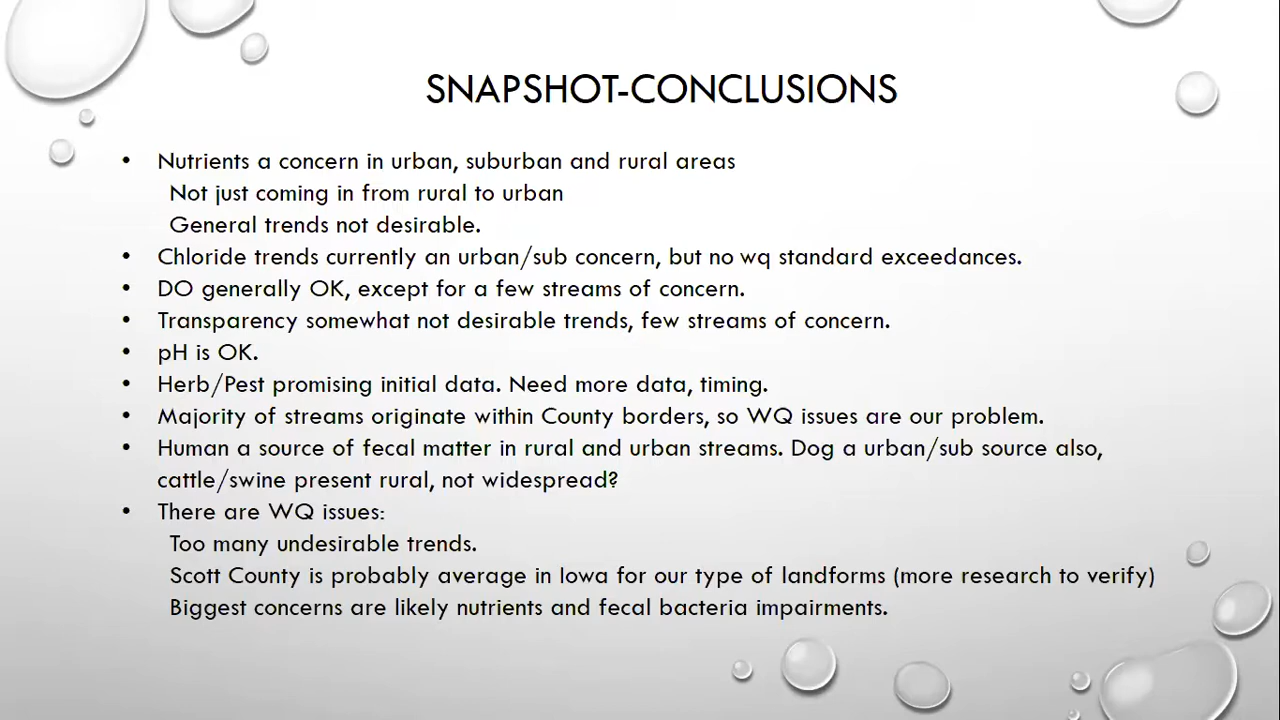 SNAPSHOT-CONCLUSIONS
• Nutrients a concern in urban, suburban and rural areas
Not just coming in from rural to urban
General trends not desirable.
• Chloride trends currently an urban/sub concern, but no wq standard exceedances.
• DO generally OK, except for a few streams of concern.
• Transparency somewhat not desirable trends, few streams of concern.
• pH is OK.
• Herb/Pest promising initial data. Need more data, timing.
• Majority of streams originate within County borders, so WQ issues are our problem.
• Human a source of fecal matter in rural and urban streams. Dog a urban/sub source also,
cattle/swine present rural, not widespread?
• There are WQ issues:
Too many undesirable trends.
Scott County is probably average in Iowa for our type of landforms (more research to verify)
Biggest concerns are likely nutrients and fecal bacteria impairments.